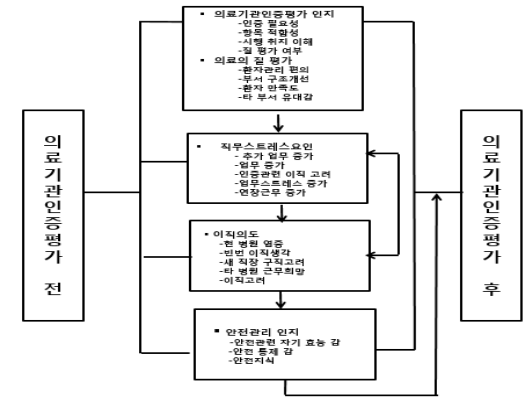 의료기관인증평가 전
▪ 의료기관인증평가 인지
-인증 필요성
-항목 적합성
-시행 취지 이해
-질 평가 여부
▪ 의료의 질 평가
-환자관리 편의
-부서 구조개선
-환자 만족도
-타 부서 유대감
▪ 직무스트레스요인
- 추가 업무 증가
-업무 증가
-인증관련 이직 고려
-업무스트레스 증가
-연장근무 증가
▪ 이직의도
-현 병원 염증
-빈번 이직생각
-새 직장 구직고려
-타 병원 근무희망
-이직고려
▪ 안전관리 인지
-안전관련 자기 효능 감
-안전 통제 감
-안전지식
의료기관인증평가 후